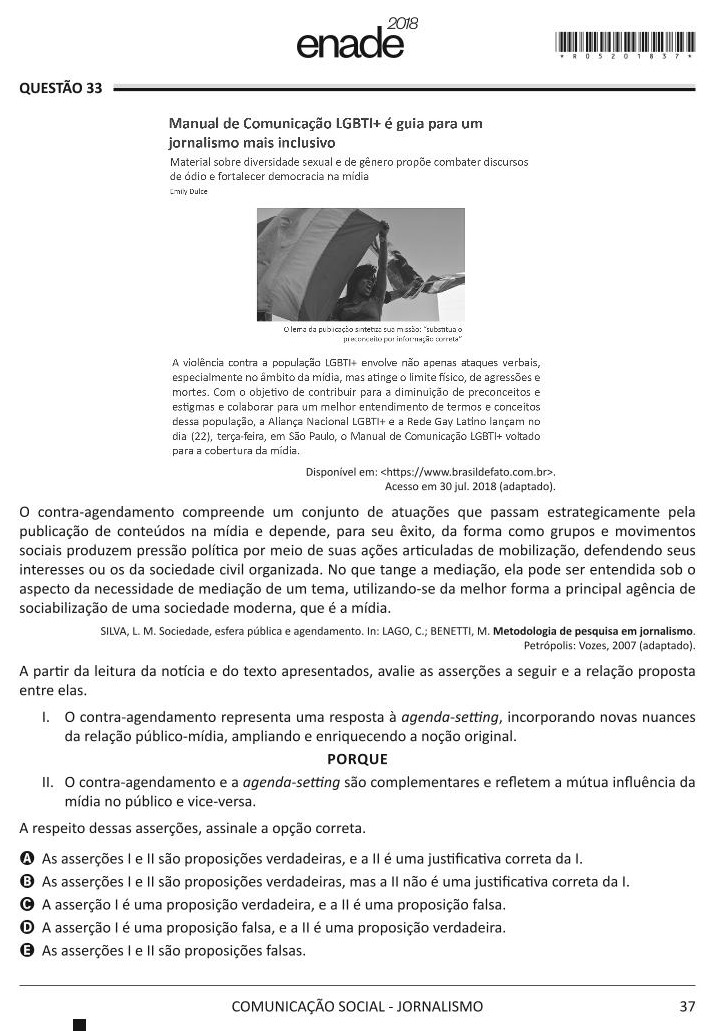 enade 2018
* R 0 5 2 0 1 8 3 7 *
QUESTÃO 33
Manual de Comunicação LGBTI+ é guia para um
jornalismo mais inclusivo
Material sobre diversidade sexual e de gênero propõe combater discursos
de ódio e fortalecer democracia na mídia
Emily Dulce
O lema da publicação sintetiza sua missão: "substitua o
preconceito por informação correta"
A violência contra a população LGBTI+ envolve não apenas ataques verbais,
especialmente no âmbito da mídia, mas atinge o limite físico, de agressões e
mortes. Com o objetivo de contribuir para a diminuição de preconceitos e
estigmas e colaborar para um melhor entendimento de termos e conceitos
dessa população, a Aliança Nacional LGBTI+ e a Rede Gay Latino lançam no
dia (22), terça-feira, em São Paulo, o Manual de Comunicação LGBTI+ voltado
para a cobertura da mídia.
Disponível em: <https://www.brasildefato.com.br>.
Acesso em 30 jul. 2018 (adaptado).
O contra-agendamento compreende um conjunto de atuações que passam estrategicamente pela
publicação de conteúdos na mídia e depende, para seu êxito, da forma como grupos e movimentos
sociais produzem pressão política por meio de suas ações articuladas de mobilização, defendendo seus
interesses ou os da sociedade civil organizada. No que tange a mediação, ela pode ser entendida sob o
aspecto da necessidade de mediação de um tema, utilizando-se da melhor forma a principal agência de
sociabilização de uma sociedade moderna, que é a mídia.
SILVA, L. M. Sociedade, esfera pública e agendamento. In: LAGO, C.; BENETTI, M. Metodologia de pesquisa em jornalismo.
Petrópolis: Vozes, 2007 (adaptado).
A partir da leitura da notícia e do texto apresentados, avalie as asserções a seguir e a relação proposta
entre elas.
I. O contra-agendamento representa uma resposta à agenda-setting, incorporando novas nuances
da relação público-mídia, ampliando e enriquecendo a noção original.
PORQUE
II. O contra-agendamento e a agenda-setting são complementares e refletem a mútua influência da
mídia no público e vice-versa.
A respeito dessas asserções, assinale a opção correta.
A As asserções I e II são proposições verdadeiras, e a II é uma justificativa correta da I.
B As asserções I e II são proposições verdadeiras, mas a II não é uma justificativa correta da I.
C A asserção I é uma proposição verdadeira, e a II é uma proposição falsa.
D A asserção I é uma proposição falsa, e a II é uma proposição verdadeira.
E As asserções I e II são proposições falsas.
COMUNICAÇÃO SOCIAL - JORNALISMO 37